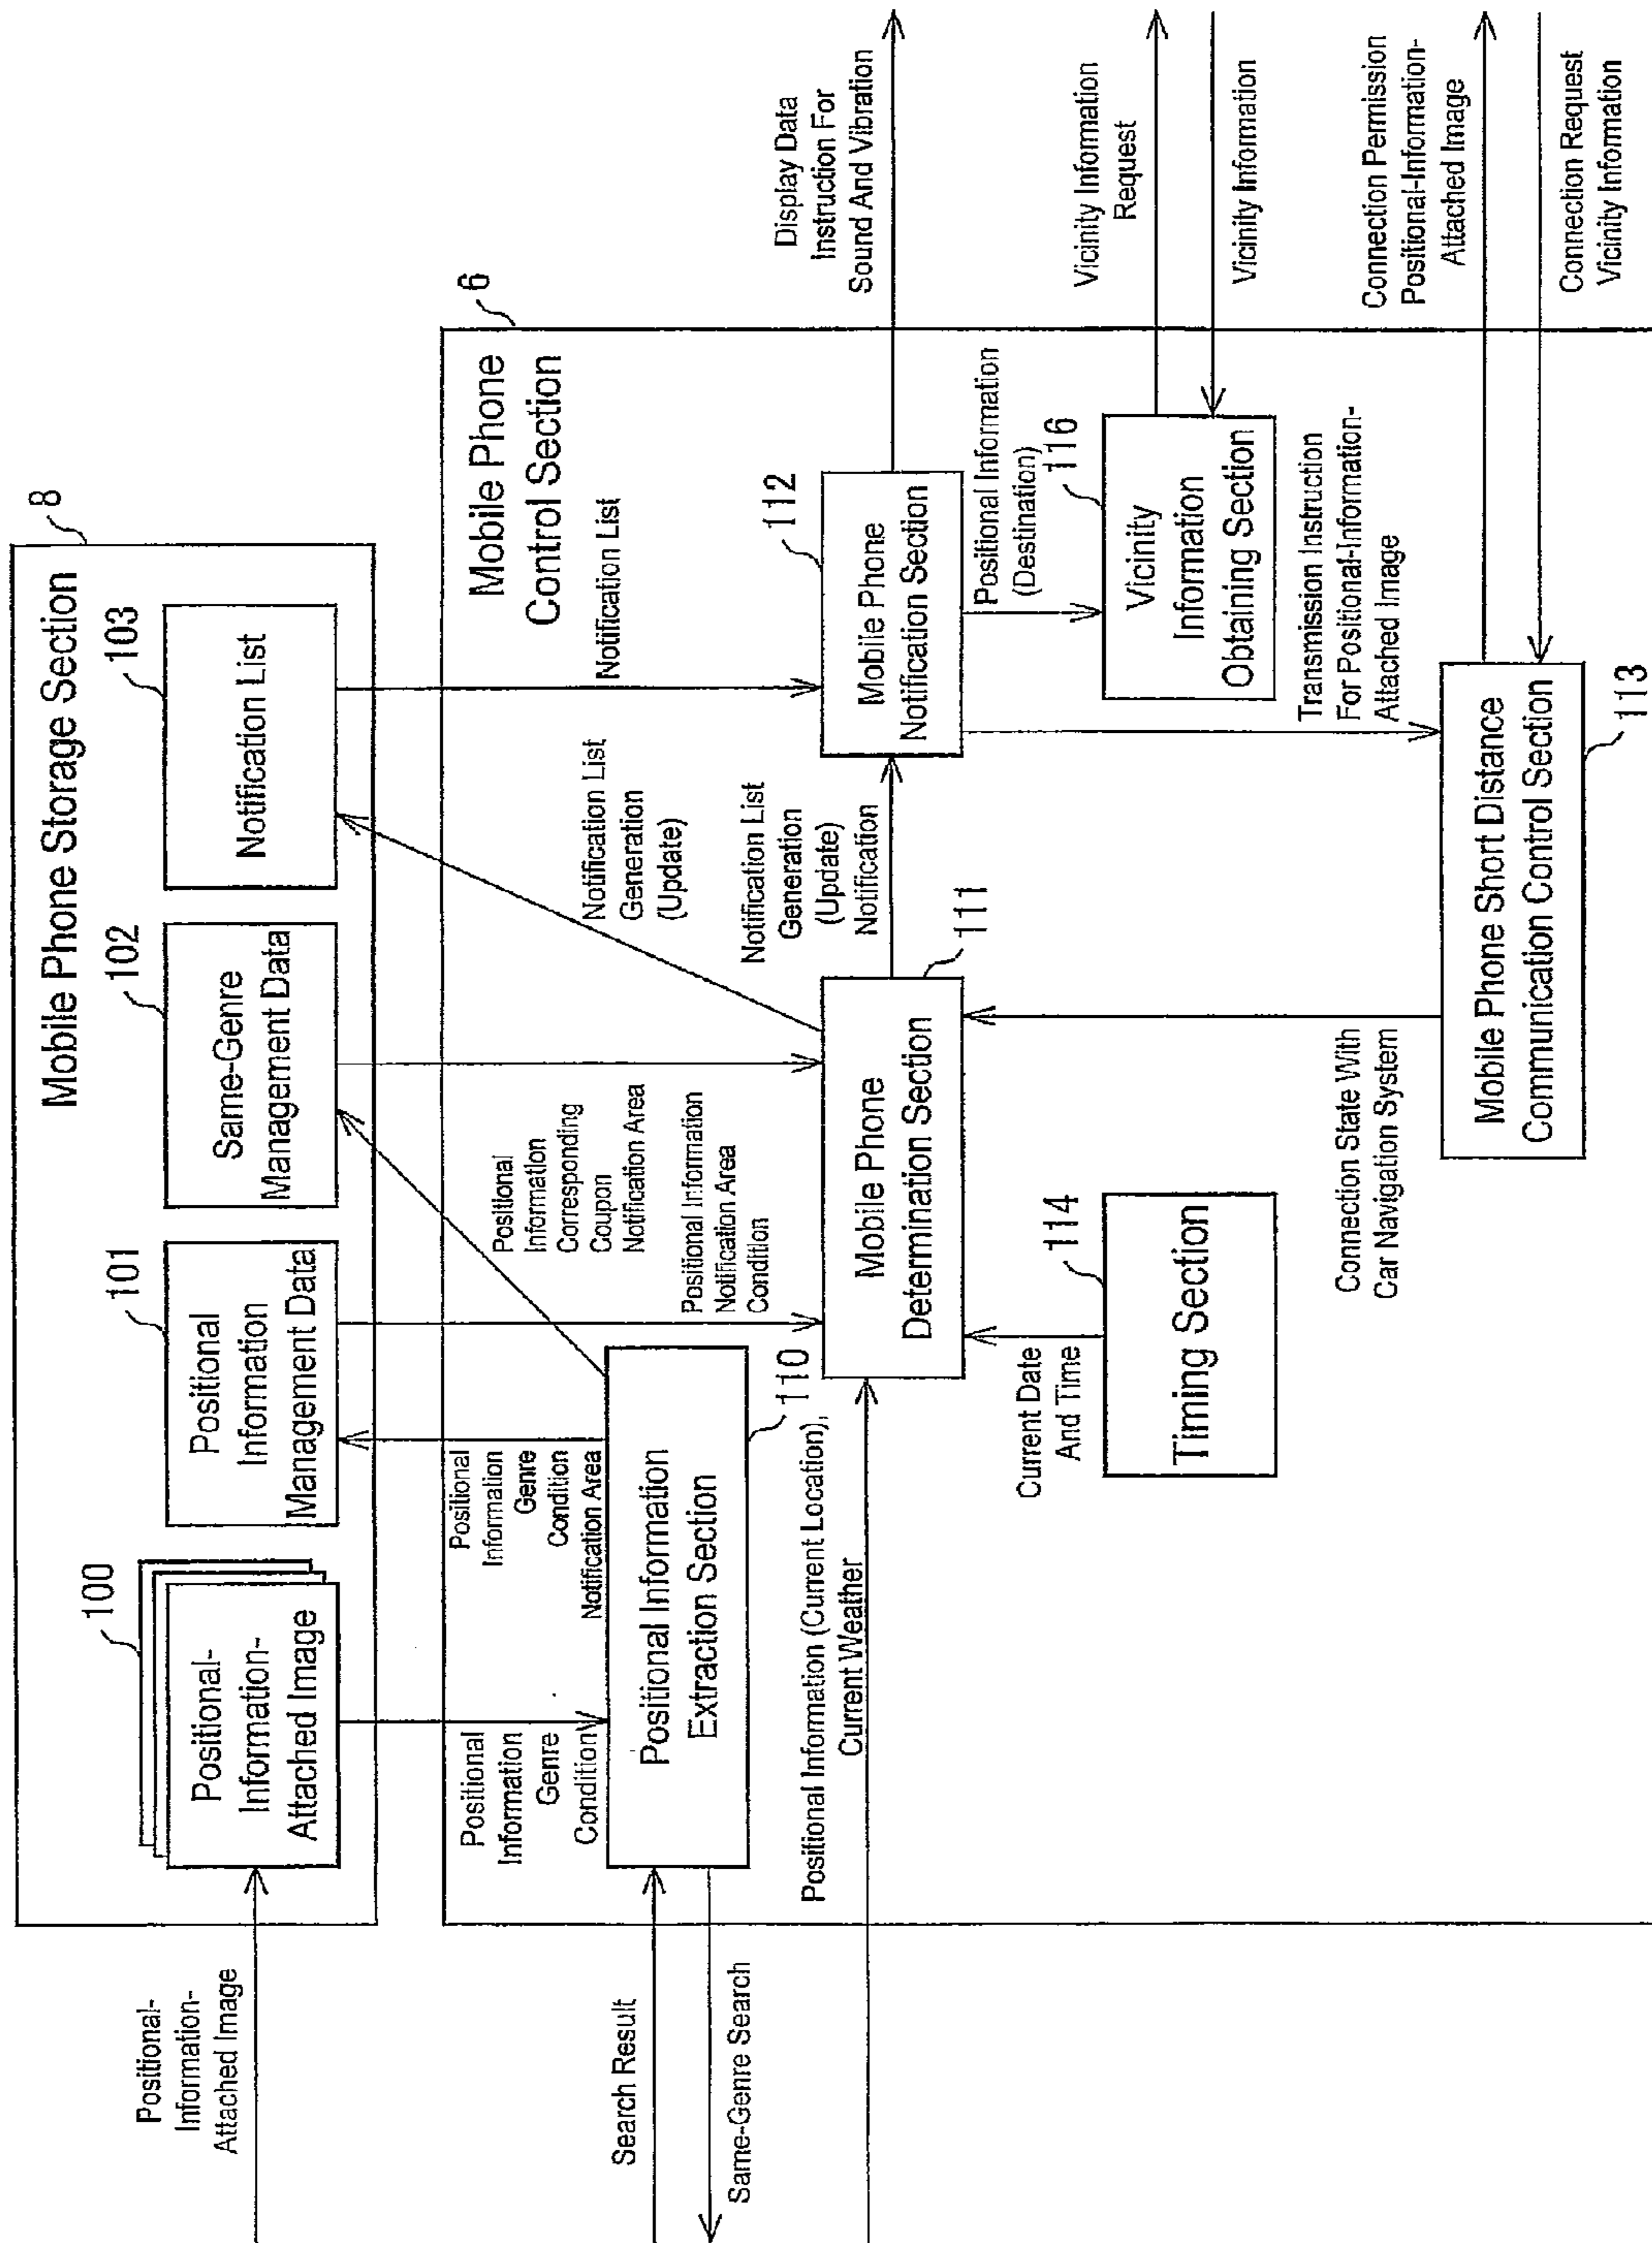 Mobile Phone Storage Section
8
100
Positional-
Information-
Attached Image
101
Positional
Information
Management Data
102
Same-Genre
Management Data
103
Notification List
Positional-
Information-
Attached Image
Mobile Phone
Control Section
6
Positional
Information
Genre
Condition
Positional
Information
Genre
Condition
Notification Area
Positional
Information
Corresponding
Coupon
Notification Area
Positional Information
Notification Area
Condition
Notification List
Generation
(Update)
Notification List
Search Result
Same-Genre Search
Positional Information
Extraction Section
110
Positional Information (Current Location),
Current Weather
Mobile Phone
Determination Section
111
Notification List
Generation
(Update)
Notification
Mobile Phone
Notification Section
112
Display Data
Instruction For
Sound And Vibration
Positional Information
(Destination)
116
Vicinity
Information
Obtaining Section
Vicinity Information
Request
Vicinity Information
Current Date
And Time
114
Timing Section
Connection State With
Car Navigation System
Transmission Instruction
For Positional-Information-
Attached Image
Mobile Phone Short Distance
Communication Control Section
113
Connection Permission
Positional-Information-
Attached Image
Connection Request
Vicinity Infomation